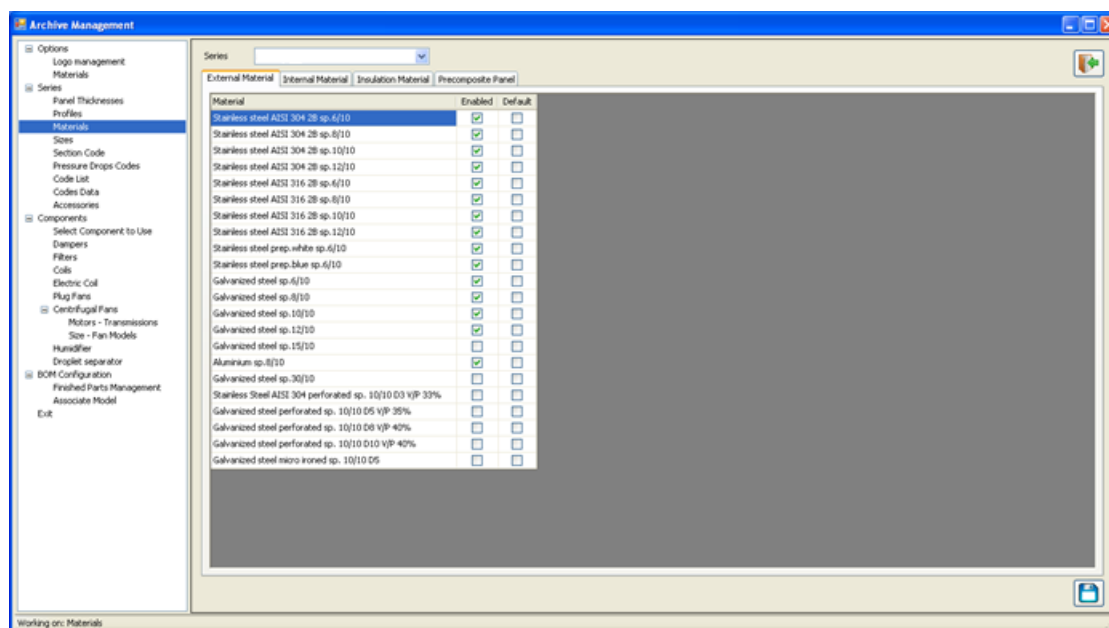 Archive Management
Options
Logo management
Materials
Series
Panel Thicknesses
Profiles
Materials
Sizes
Section Code
Pressure Drops Codes
Code List
Codes Data
Accessories
Components
Select Component to Use
Dampers
Filters
Coils
Electric Coil
Plug Fans
Centrifugal Fans
Motors - Transmissions
Size - Fan Models
Humidifier
Droplet separator
BOM Configuration
Finished Parts Management
Associate Model
Exit
Series
External Material Internal Material Insulation Material Precomposite Panel
Material Enabled Default
Stainless steel AISI 304 2B sp.6/10
Stainless steel AISI 304 2B sp.8/10
Stainless steel AISI 304 2B sp.10/10
Stainless steel AISI 304 2B sp.12/10
Stainless steel AISI 316 2B sp.6/10
Stainless steel AISI 316 2B sp.8/10
Stainless steel AISI 316 2B sp.10/10
Stainless steel AISI 316 2B sp.12/10
Stainless steel prep.white sp.6/10
Stainless steel prep.blue sp.6/10
Galvanized steel sp.6/10
Galvanized steel sp.8/10
Galvanized steel sp.10/10
Galvanized steel sp.12/10
Galvanized steel sp.15/10
Aluminium sp.8/10
Galvanized steel sp.30/10
Stainless Steel AISI 304 perforated sp. 10/10 D3 V/P 33%
Galvanized steel perforated sp. 10/10 D5 V/P 35%
Galvanized steel perforated sp. 10/10 D8 V/P 40%
Galvanized steel perforated sp. 10/10 D10 V/P 40%
Galvanized steel micro ironed sp. 10/10 D5
Working on: Materials